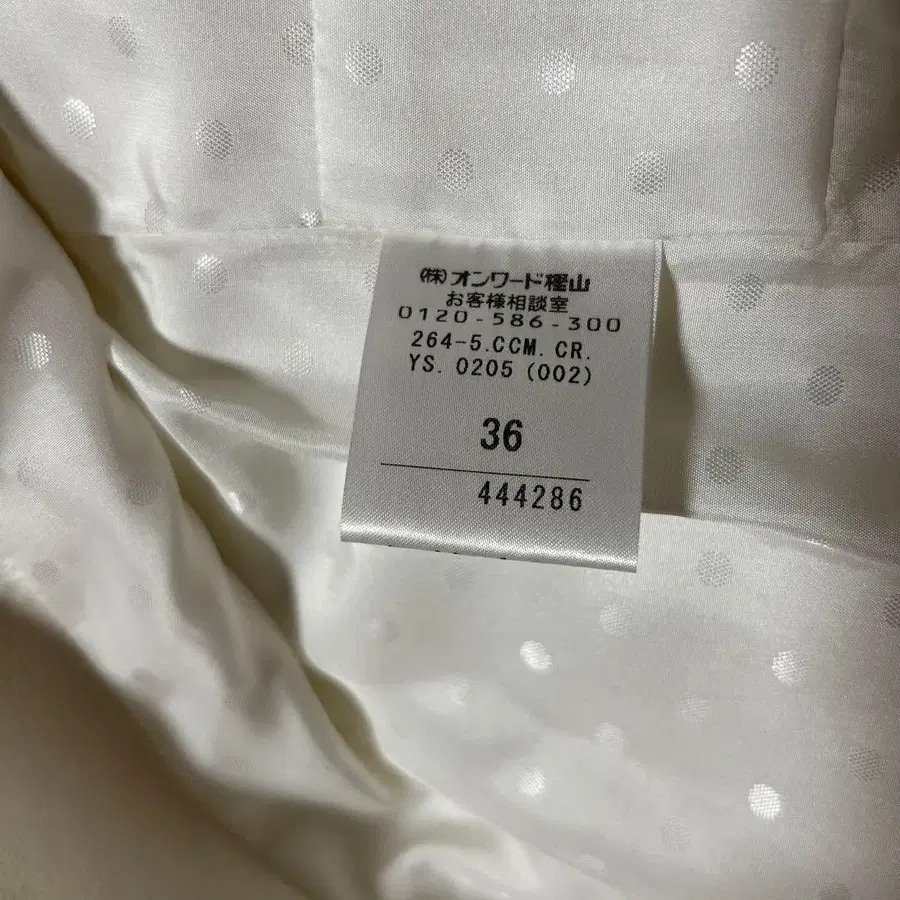 ㈱オンワード樫山
お客様相談室
0120-586-300
264-5.CCM.CR.
YS.0205(002)
36
444286